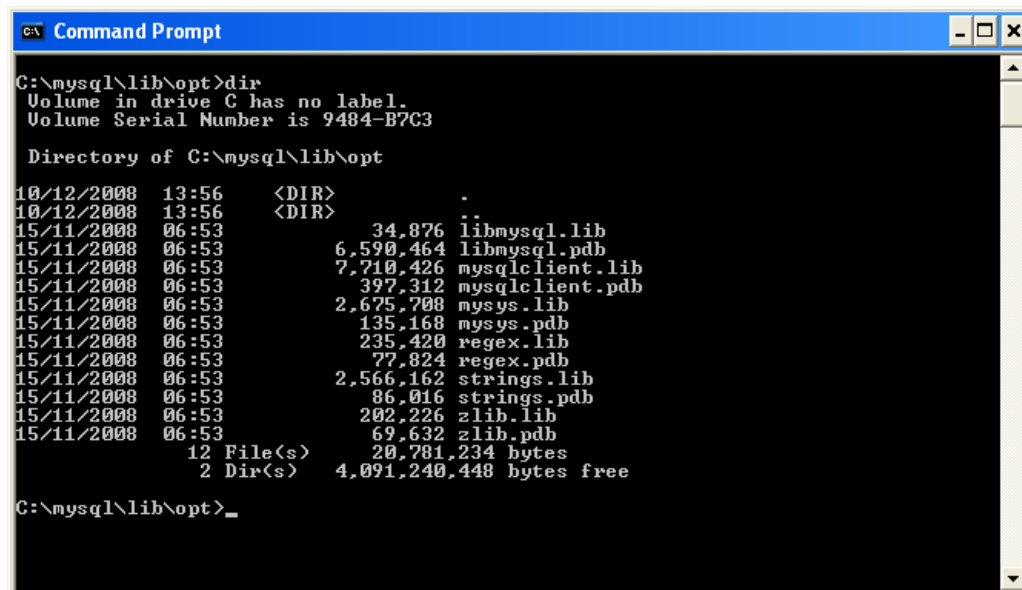 Command Prompt
C:\mysql\lib\opt>dir
 Volume in drive C has no label.
 Volume Serial Number is 9484-B7C3
 Directory of C:\mysql\lib\opt
10/12/2008  13:56    <DIR>          .
10/12/2008  13:56    <DIR>          ..
15/11/2008  06:53            34,876 libmysql.lib
15/11/2008  06:53         6,590,464 libmysql.pdb
15/11/2008  06:53         7,710,426 mysqlclient.lib
15/11/2008  06:53           397,312 mysqlclient.pdb
15/11/2008  06:53         2,675,708 mysys.lib
15/11/2008  06:53           135,168 mysys.pdb
15/11/2008  06:53           235,420 regex.lib
15/11/2008  06:53            77,824 regex.pdb
15/11/2008  06:53         2,566,162 strings.lib
15/11/2008  06:53            86,016 strings.pdb
15/11/2008  06:53           202,226 zlib.lib
15/11/2008  06:53            69,632 zlib.pdb
              12 File(s)     20,781,234 bytes
               2 Dir(s)   4,091,240,448 bytes free
C:\mysql\lib\opt>_